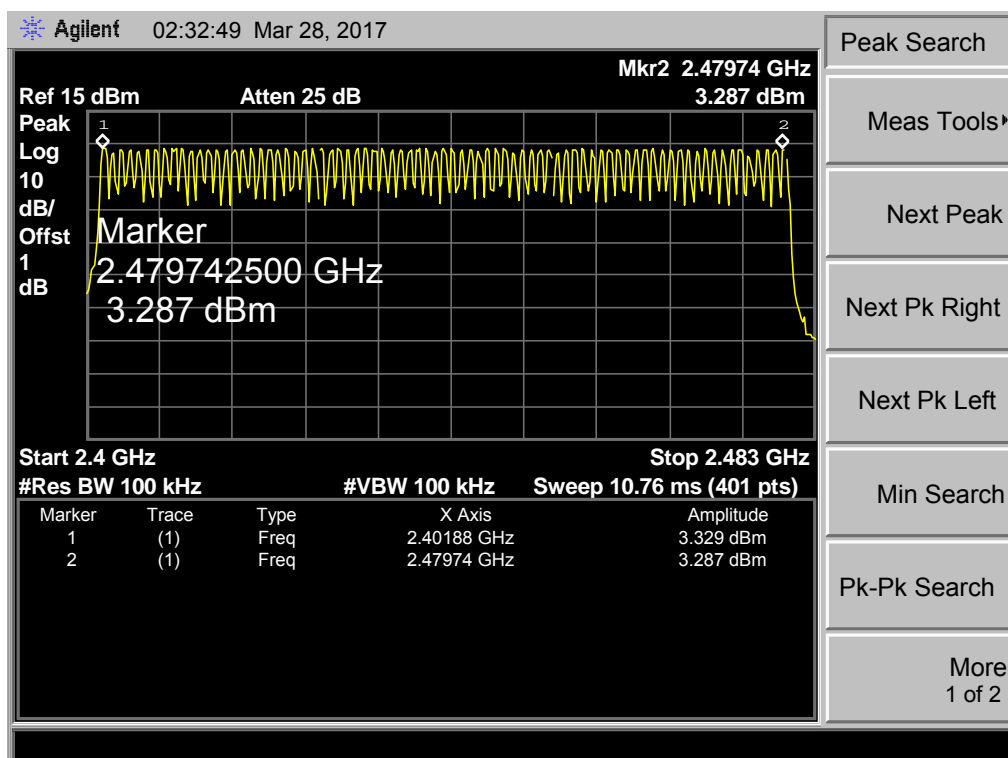 Agilent 02:32:49 Mar 28, 2017
Peak Search
Mkr2 2.47974 GHz
Ref 15 dBm Atten 25 dB 3.287 dBm
Peak
Log
10
dB/
Offst
1
dB
1
2
Marker
2.479742500 GHz
3.287 dBm
Start 2.4 GHz Stop 2.483 GHz
#Res BW 100 kHz #VBW 100 kHz Sweep 10.76 ms (401 pts)
Marker Trace Type X Axis Amplitude
1 (1) Freq 2.40188 GHz 3.329 dBm
2 (1) Freq 2.47974 GHz 3.287 dBm
Meas Tools
Next Peak
Next Pk Right
Next Pk Left
Min Search
Pk-Pk Search
More
1 of 2